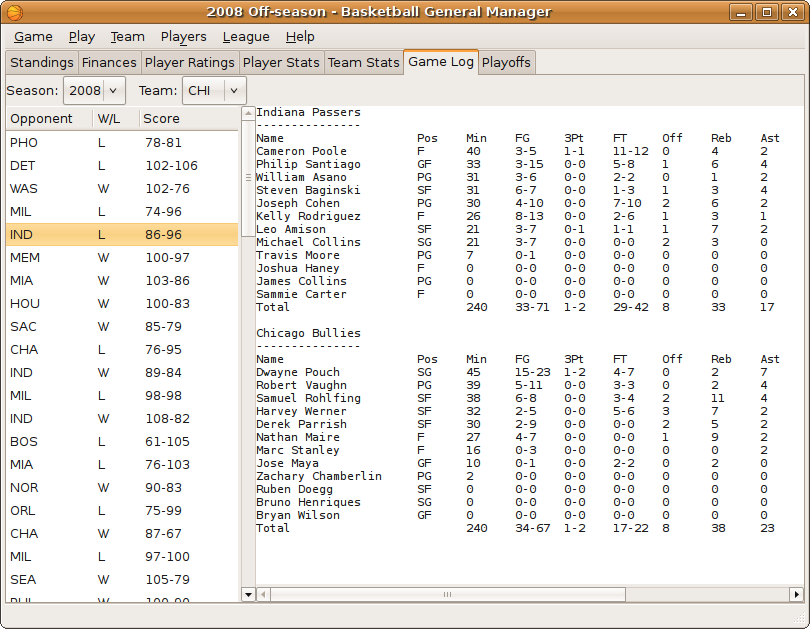 2008 Off-season - Basketball General Manager
Game Play Team Players League Help
Standings Finances Player Ratings Player Stats Team Stats Game Log Playoffs
Season: 2008 Team: CHI
Opponent W/L Score
PHO L 78-81
DET L 102-106
WAS W 102-76
MIL L 74-96
IND L 86-96
MEM W 100-97
MIA W 103-86
HOU W 100-83
SAC W 85-79
CHA L 76-95
IND W 89-84
MIL L 98-98
IND W 108-82
BOS L 61-105
MIA L 76-103
NOR W 90-83
ORL L 75-99
CHA W 87-67
MIL L 97-100
SEA W 105-79
Indiana Passers
---------------
Name Pos Min FG 3Pt FT Off Reb Ast
Cameron Poole F 40 3-5 1-1 11-12 0 4 2
Philip Santiago GF 33 3-15 0-0 5-8 1 6 4
William Asano PG 31 3-6 0-0 2-2 0 1 2
Steven Baginski SF 31 6-7 0-0 1-3 1 3 4
Joseph Cohen PG 30 4-10 0-0 7-10 2 6 2
Kelly Rodriguez F 26 8-13 0-0 2-6 1 3 1
Leo Amison SF 21 3-7 0-1 1-1 1 7 2
Michael Collins SG 21 3-7 0-0 0-0 2 3 0
Travis Moore PG 7 0-1 0-0 0-0 0 0 0
Joshua Haney F 0 0-0 0-0 0-0 0 0 0
James Collins PG 0 0-0 0-0 0-0 0 0 0
Sammie Carter F 0 0-0 0-0 0-0 0 0 0
Total 240 33-71 1-2 29-42 8 33 17
Chicago Bullies
---------------
Name Pos Min FG 3Pt FT Off Reb Ast
Dwayne Pouch SG 45 15-23 1-2 4-7 0 2 7
Robert Vaughn PG 39 5-11 0-0 3-3 0 2 4
Samuel Rohlfing SF 38 6-8 0-0 3-4 2 11 4
Harvey Werner SF 32 2-5 0-0 5-6 3 7 2
Derek Parrish SF 30 2-9 0-0 0-0 2 5 2
Nathan Maire F 27 4-7 0-0 0-0 1 9 2
Marc Stanley F 16 0-3 0-0 0-0 0 0 2
Jose Maya GF 10 0-1 0-0 2-2 0 2 0
Zachary Chamberlin PG 2 0-0 0-0 0-0 0 0 0
Ruben Doegg SF 0 0-0 0-0 0-0 0 0 0
Bruno Henriques SG 0 0-0 0-0 0-0 0 0 0
Bryan Wilson GF 0 0-0 0-0 0-0 0 0 0
Total 240 34-67 1-2 17-22 8 38 23